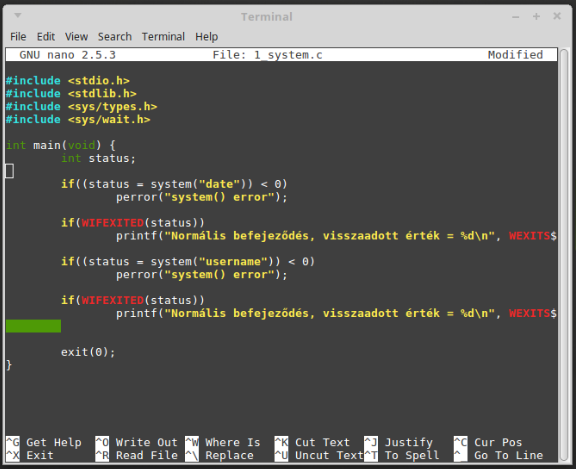 Terminal
File Edit View Search Terminal Help
GNU nano 2.5.3 File: 1_system.c Modified
#include <stdio.h>
#include <stdlib.h>
#include <sys/types.h>
#include <sys/wait.h>
int main(void) {
int status;
if((status = system("date")) < 0)
perror("system() error");
if(WIFEXITED(status))
printf("Normális befejeződés, visszaadott érték = %d\n", WEXITS$
if((status = system("username")) < 0)
perror("system() error");
if(WIFEXITED(status))
printf("Normális befejeződés, visszaadott érték = %d\n", WEXITS$
exit(0);
}
^G Get Help ^O Write Out ^W Where Is ^K Cut Text ^J Justify ^C Cur Pos
^X Exit ^R Read File ^\ Replace ^U Uncut Text ^T To Spell ^_ Go To Line